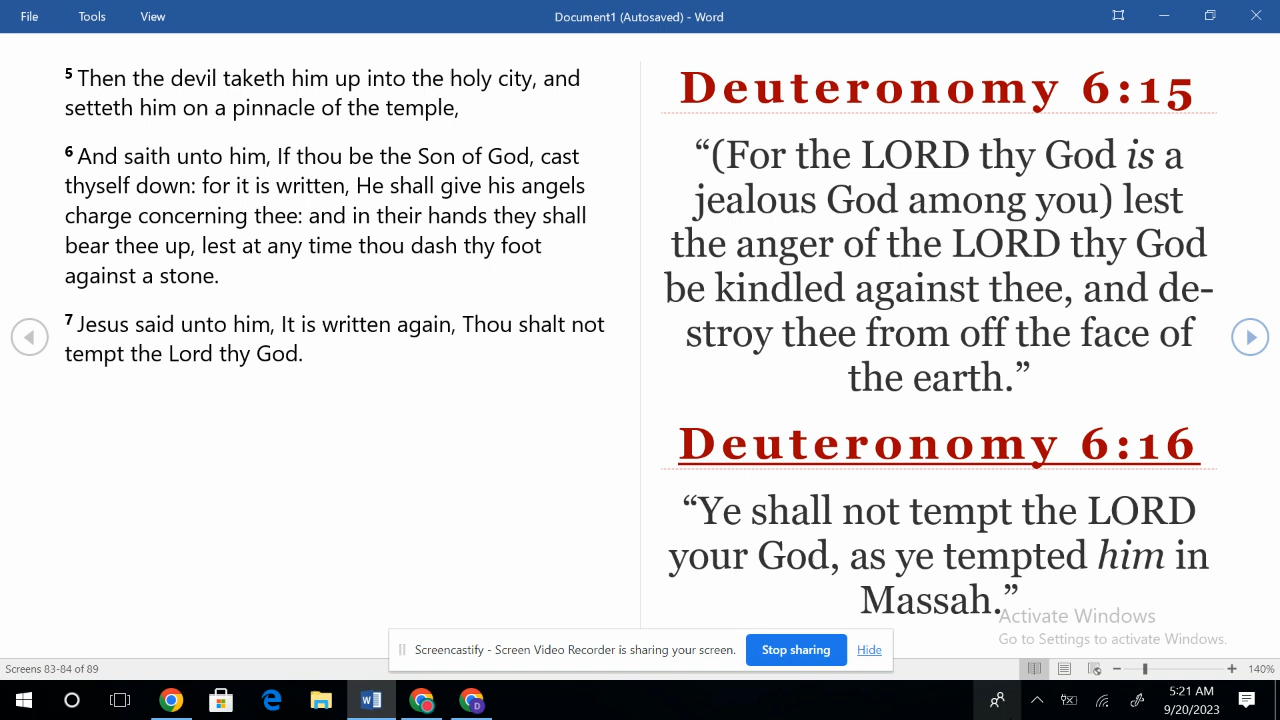 File Tools View Document1 (Autosaved) - Word
5 Then the devil taketh him up into the holy city, and
setteth him on a pinnacle of the temple,
6 And saith unto him, If thou be the Son of God, cast
thyself down: for it is written, He shall give his angels
charge concerning thee: and in their hands they shall
bear thee up, lest at any time thou dash thy foot
against a stone.
7 Jesus said unto him, It is written again, Thou shalt not
tempt the Lord thy God.
Deuteronomy 6:15
“(For the LORD thy God is a
jealous God among you) lest
the anger of the LORD thy God
be kindled against thee, and de-
stroy thee from off the face of
the earth.”
Deuteronomy 6:16
“Ye shall not tempt the LORD
your God, as ye tempted him in
Massah.”
Activate Windows
Go to Settings to activate Windows.
Screencastify - Screen Video Recorder is sharing your screen. Stop sharing Hide
Screens 83-84 of 89
140%
5:21 AM
9/20/2023